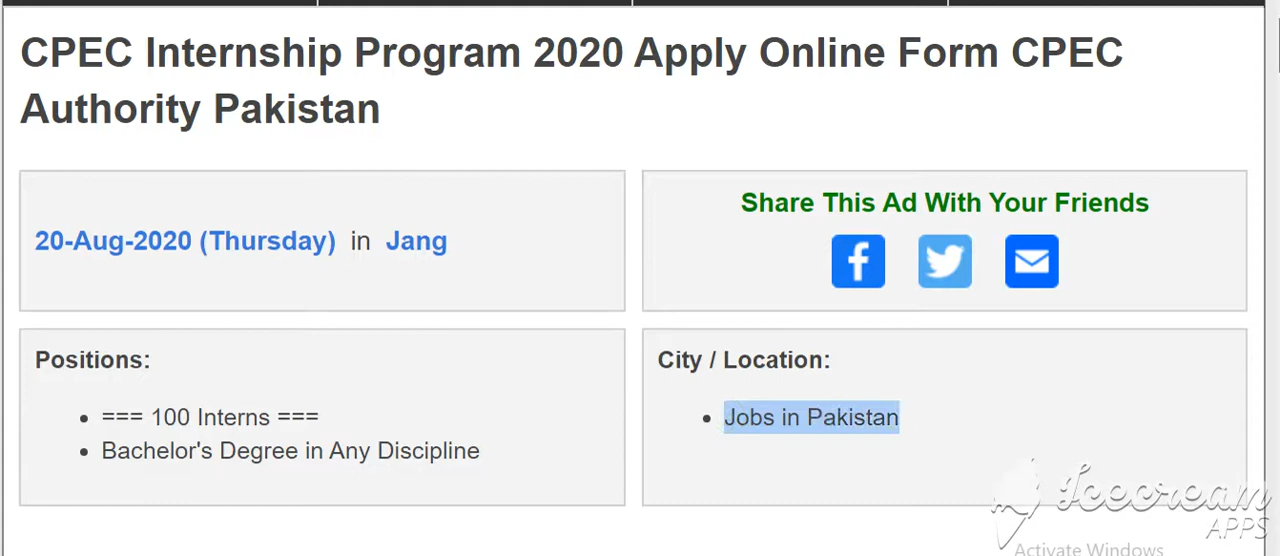 CPEC Internship Program 2020 Apply Online Form CPEC
Authority Pakistan
20-Aug-2020 (Thursday) in Jang
Share This Ad With Your Friends
Positions:
=== 100 Interns ===
Bachelor's Degree in Any Discipline
City / Location:
Jobs in Pakistan
Icecream
APPS
Activate Windows